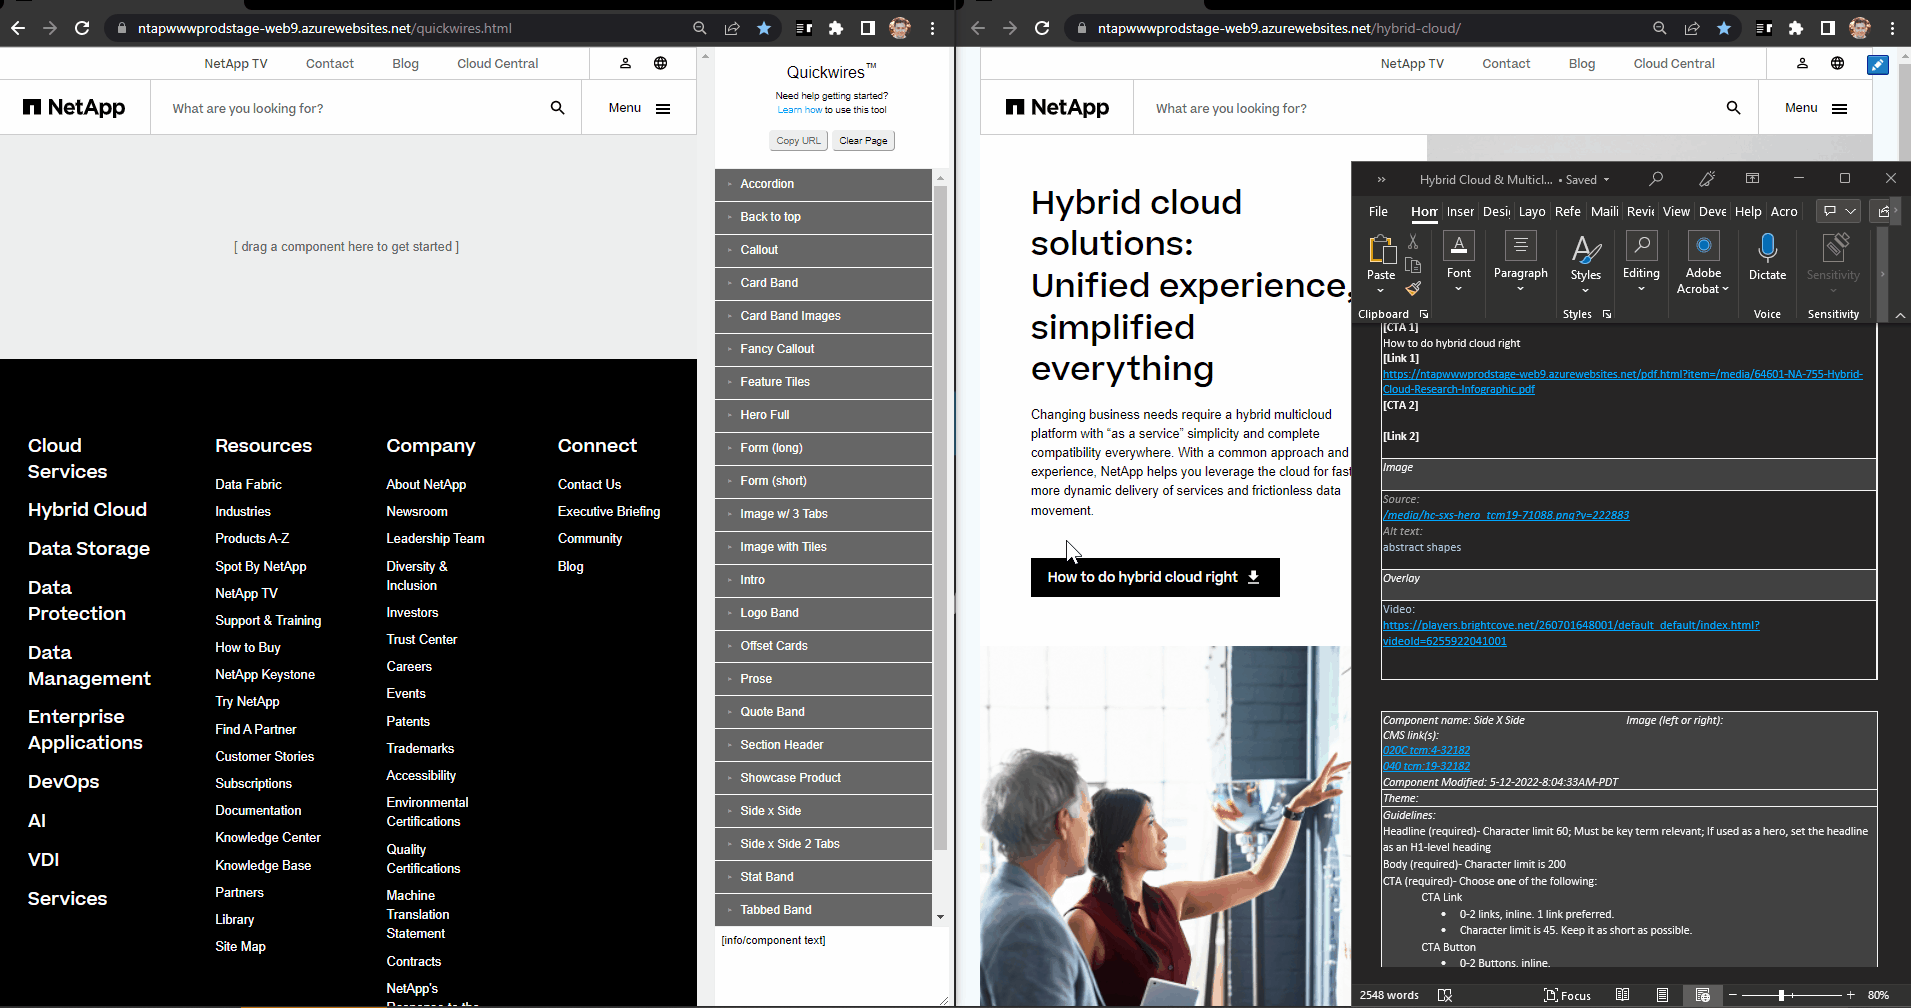 ntapwwwprodstage-web9.azurewebsites.net/quickwires.html
NetApp TV
Contact
Blog
Cloud Central
NetApp
What are you looking for?
Menu
[ drag a component here to get started ]
Cloud
Services
Hybrid Cloud
Data Storage
Data
Protection
Data
Management
Enterprise
Applications
DevOps
AI
VDI
Services
Resources
Data Fabric
Industries
Products A-Z
Spot By NetApp
NetApp TV
Support & Training
How to Buy
NetApp Keystone
Try NetApp
Find A Partner
Customer Stories
Subscriptions
Documentation
Knowledge Center
Knowledge Base
Partners
Library
Site Map
Company
About NetApp
Newsroom
Leadership Team
Diversity &
Inclusion
Investors
Trust Center
Careers
Events
Patents
Trademarks
Accessibility
Environmental
Certifications
Quality
Certifications
Machine
Translation
Statement
Contracts
NetApp's
Response to the
Connect
Contact Us
Executive Briefing
Community
Blog
Quickwires™
Need help getting started?
Learn how to use this tool
Copy URL
Clear Page
Accordion
Back to top
Callout
Card Band
Card Band Images
Fancy Callout
Feature Tiles
Hero Full
Form (long)
Form (short)
Image w/ 3 Tabs
Image with Tiles
Intro
Logo Band
Offset Cards
Prose
Quote Band
Section Header
Showcase Product
Side x Side
Side x Side 2 Tabs
Stat Band
Tabbed Band
[info/component text]
ntapwwwprodstage-web9.azurewebsites.net/hybrid-cloud/
NetApp TV
Contact
Blog
Cloud Central
NetApp
What are you looking for?
Menu
Hybrid cloud
solutions:
Unified experience,
simplified
everything
Changing business needs require a hybrid multicloud
platform with “as a service” simplicity and complete
compatibility everywhere. With a common approach and
experience, NetApp helps you leverage the cloud for fast
more dynamic delivery of services and frictionless data
movement.
How to do hybrid cloud right
Hybrid Cloud & Multicl... • Saved
File
Hom
Inser
Desig
Layo
Refe
Maili
Revie
View
Deve
Help
Acro
Paste
Font
Paragraph
Styles
Editing
Adobe
Acrobat
Dictate
Sensitivity
Clipboard
Styles
Voice
Sensitivity
[CTA 1]
How to do hybrid cloud right
[Link 1]
https://ntapwwwprodstage-web9.azurewebsites.net/pdf.html?item=/media/64601-NA-755-Hybrid-
Cloud-Research-Infographic.pdf
[CTA 2]
[Link 2]
Image
Source:
/media/hc-sxs-hero_tcm19-71088.png?v=222883
Alt text:
abstract shapes
Overlay
Video:
https://players.brightcove.net/260701648001/default_default/index.html?
videoId=6255922041001
Component name: Side X Side
Image (left or right):
CMS link(s):
020C tcm:4-32182
040 tcm:19-32182
Component Modified: 5-12-2022-8:04:33AM-PDT
Theme:
Guidelines:
Headline (required)- Character limit 60; Must be key term relevant; If used as a hero, set the headline
as an H1-level heading
Body (required)- Character limit is 200
CTA (required)- Choose one of the following:
CTA Link
• 0-2 links, inline. 1 link preferred.
• Character limit is 45. Keep it as short as possible.
CTA Button
• 0-2 Buttons, inline.
2548 words
Focus
80%